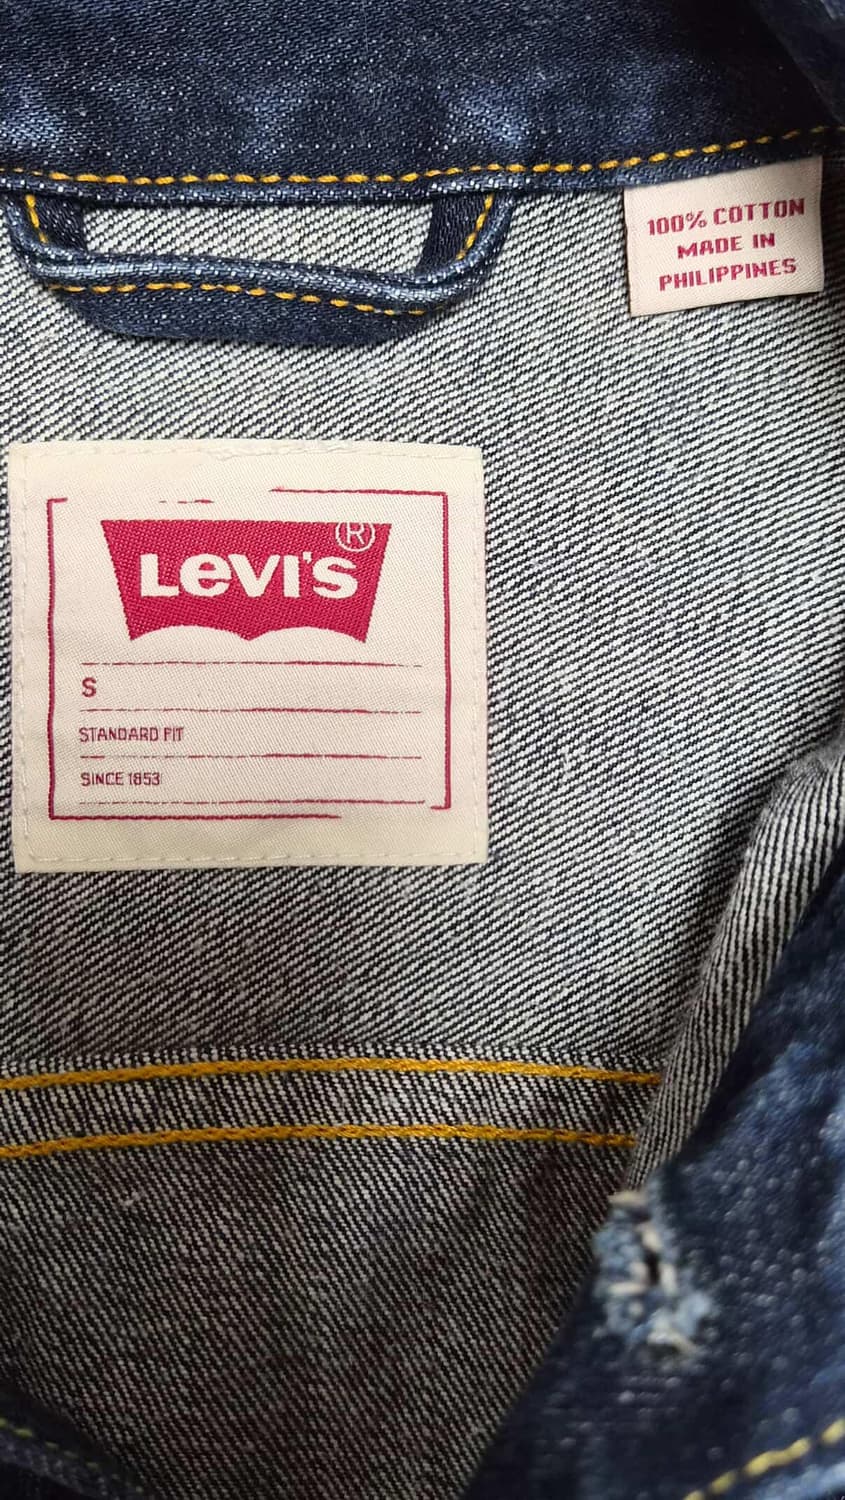 100% COTTON
MADE IN
PHILIPPINES
LEVI'S ®
S
STANDARD FIT
SINCE 1853